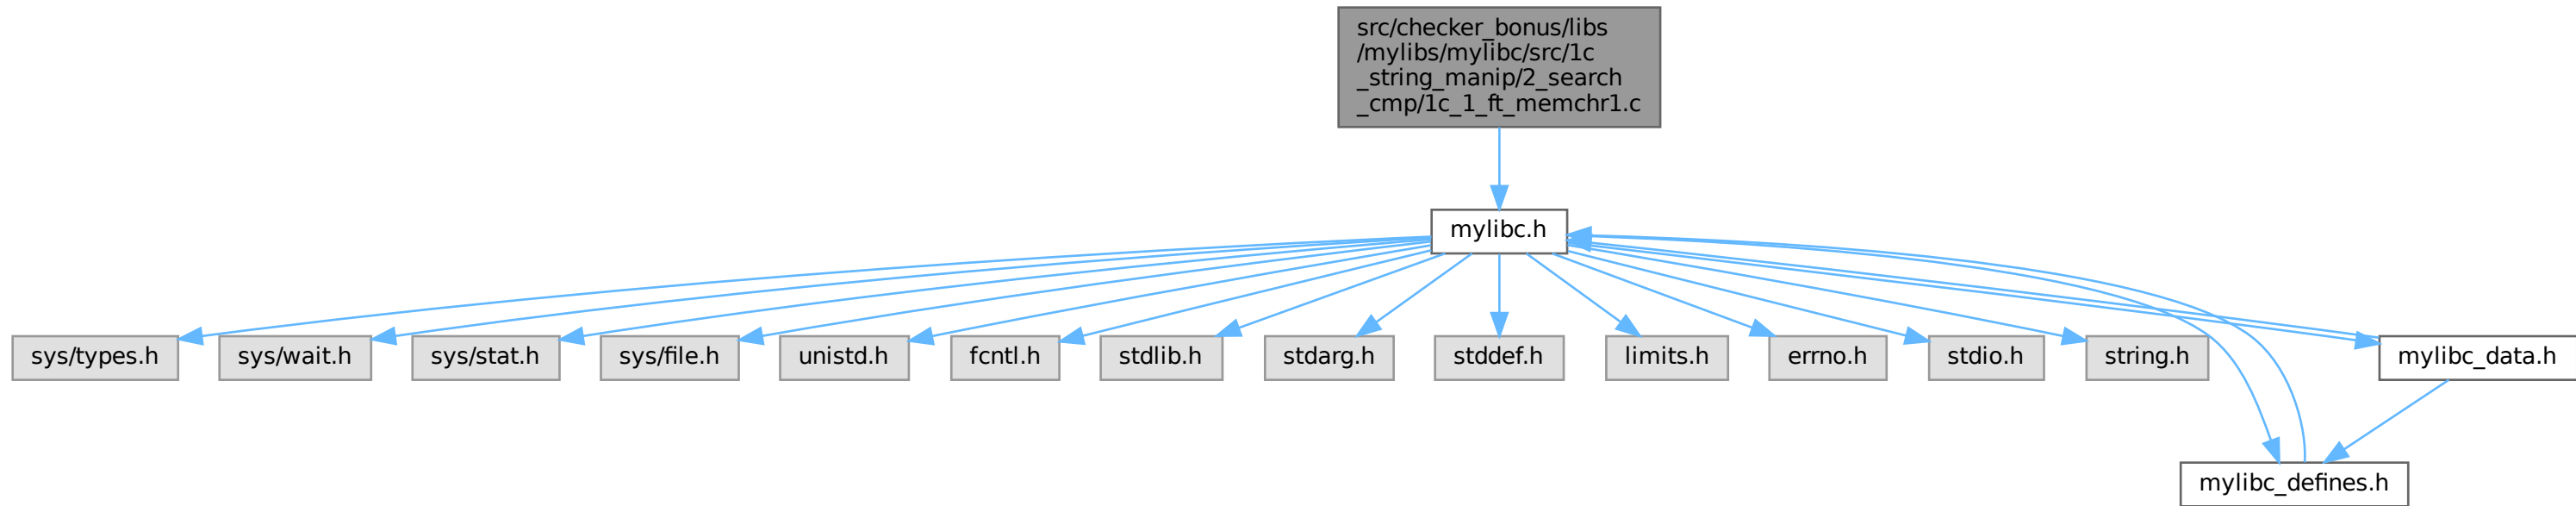 src/checker_bonus/libs
/mylibs/mylibc/src/1c
_string_manip/2_search
_cmp/1c_1_ft_memchr1.c
mylibc.h
sys/types.h
sys/wait.h
sys/stat.h
sys/file.h
unistd.h
fcntl.h
stdlib.h
stdarg.h
stddef.h
limits.h
errno.h
stdio.h
string.h
mylibc_data.h
mylibc_defines.h